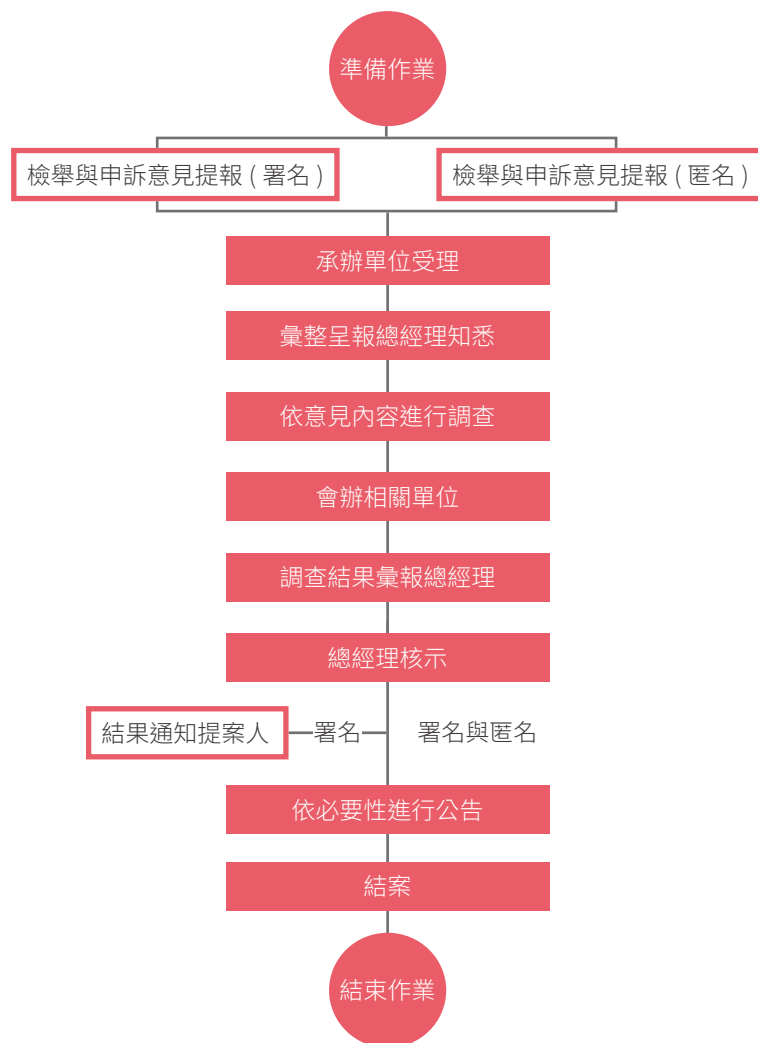 準備作業
檢舉與申訴意見提報 ( 署名 )
檢舉與申訴意見提報 ( 匿名 )
承辦單位受理
彙整呈報總經理知悉
依意見內容進行調查
會辦相關單位
調查結果彙報總經理
總經理核示
結果通知提案人
署名
署名與匿名
依必要性進行公告
結案
結束作業